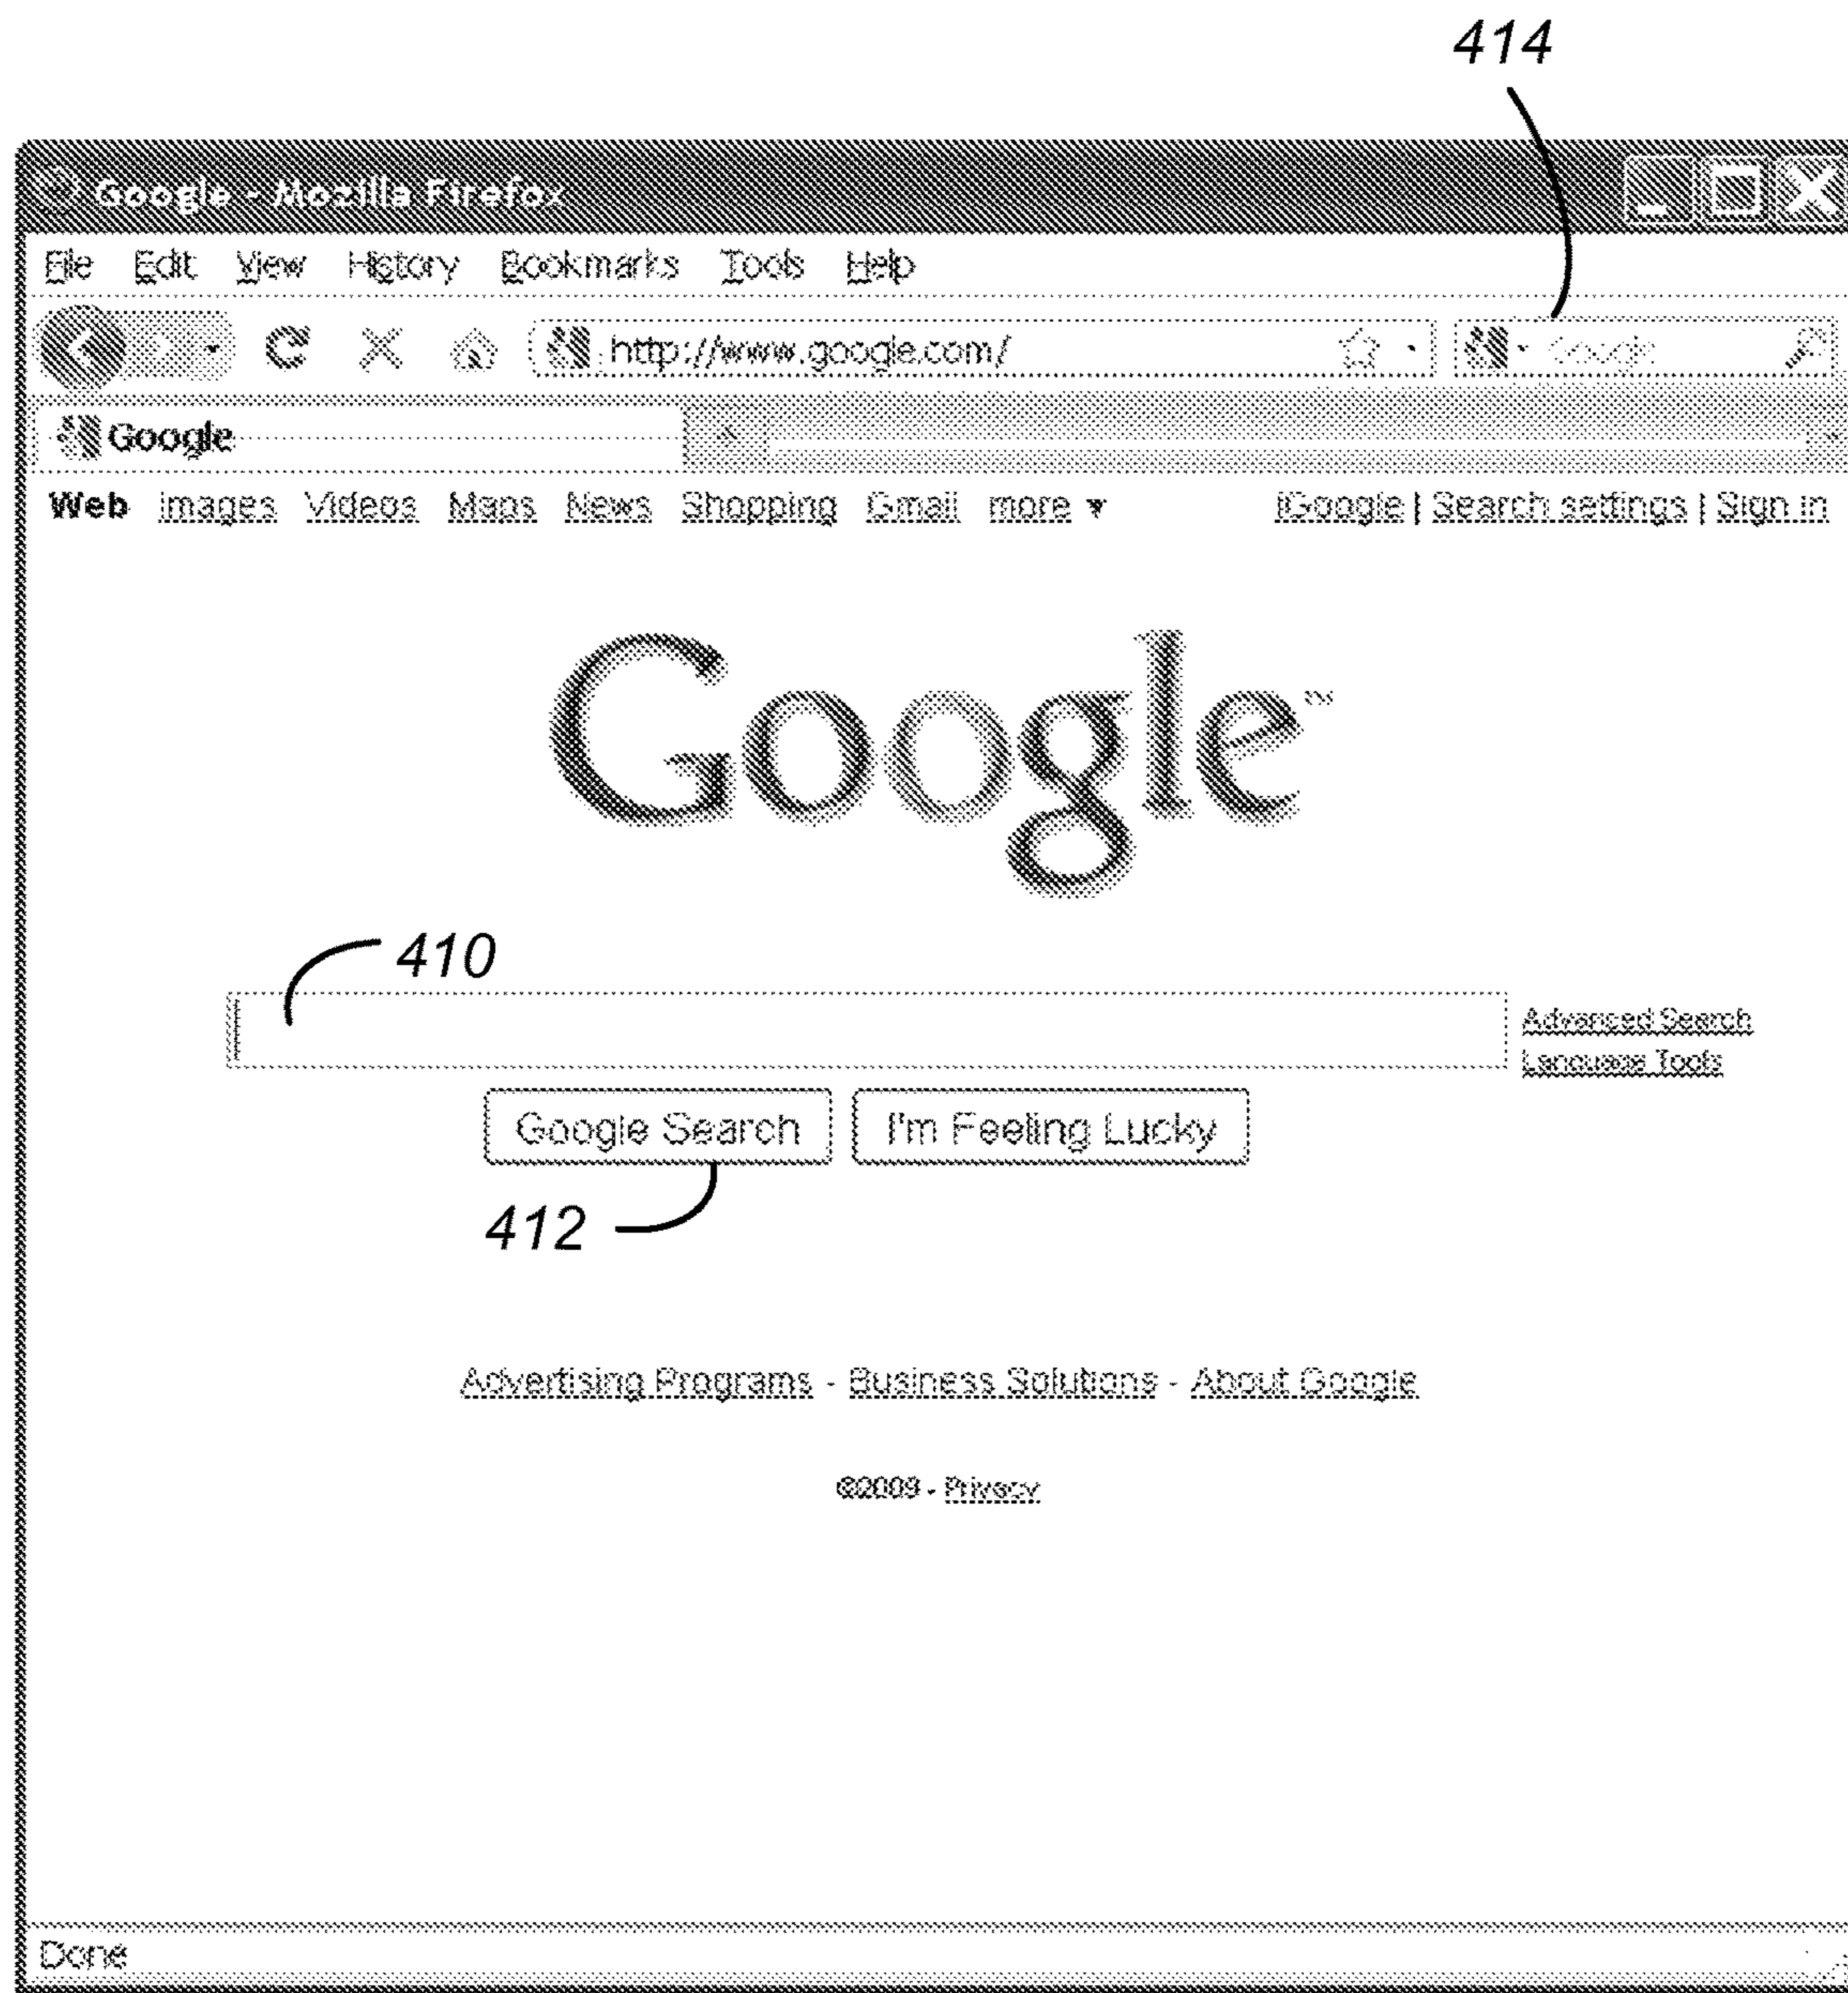 414
Google - Mozilla Firefox
File Edit View History Bookmarks Tools Help
http://www.google.com/ Google
Google
Web Images Videos Maps News Shopping Gmail more ▼ iGoogle | Search settings | Sign in
Google™
410
Advanced Search
Language Tools
Google Search I'm Feeling Lucky
412
Advertising Programs - Business Solutions - About Google
©2009 - Privacy
Done